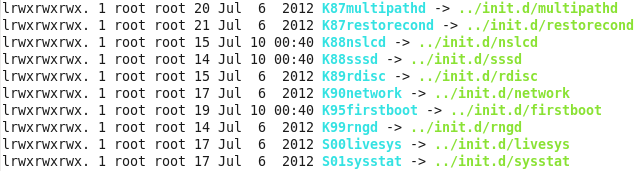 lrwxrwxrwx. 1 root root 20 Jul  6  2012 K87multipathd -> ../init.d/multipathd
lrwxrwxrwx. 1 root root 21 Jul  6  2012 K87restorecond -> ../init.d/restorecond
lrwxrwxrwx. 1 root root 15 Jul 10 00:40 K88nslcd -> ../init.d/nslcd
lrwxrwxrwx. 1 root root 14 Jul 10 00:40 K88sssd -> ../init.d/sssd
lrwxrwxrwx. 1 root root 15 Jul  6  2012 K89rdisc -> ../init.d/rdisc
lrwxrwxrwx. 1 root root 17 Jul  6  2012 K90network -> ../init.d/network
lrwxrwxrwx. 1 root root 19 Jul 10 00:40 K95firstboot -> ../init.d/firstboot
lrwxrwxrwx. 1 root root 14 Jul  6  2012 K99rngd -> ../init.d/rngd
lrwxrwxrwx. 1 root root 17 Jul  6  2012 S00livesys -> ../init.d/livesys
lrwxrwxrwx. 1 root root 17 Jul  6  2012 S01sysstat -> ../init.d/sysstat